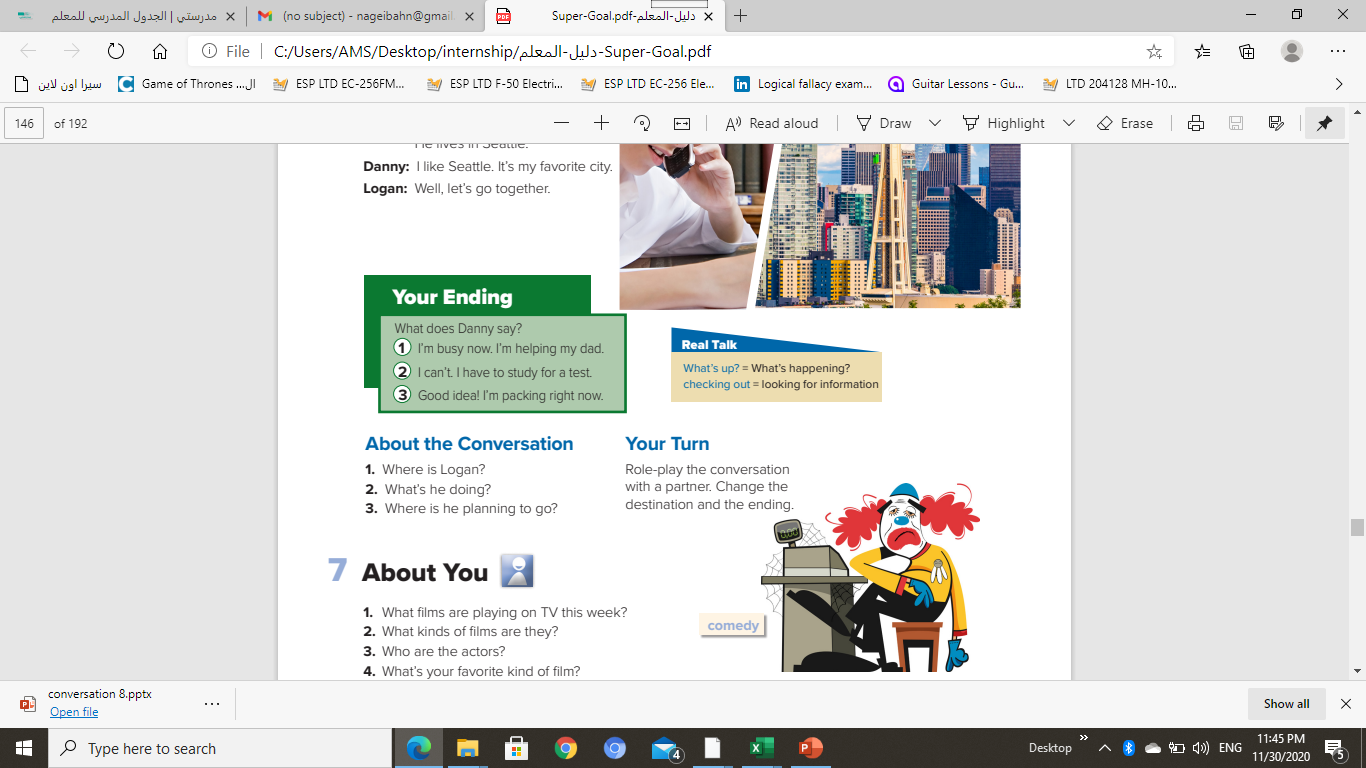 مدرستي | الجدول المدرسي للمعلم
(no subject) - nageibahn@gmail.
Super-Goal.pdf-دليل-المعلم
File
C:/Users/AMS/Desktop/internship/دليل-المعلم-Super-Goal.pdf
سيرا اون لاين
Game of Thrones ...ال
ESP LTD EC-256FM...
ESP LTD F-50 Electri...
ESP LTD EC-256 Ele...
Logical fallacy exam...
Guitar Lessons - Gu...
LTD 204128 MH-10...
146 of 192
Read aloud
Draw
Highlight
Erase
He lives in Seattle.
Danny: I like Seattle. It's my favorite city.
Logan: Well, let's go together.
Your Ending
What does Danny say?
1 I'm busy now. I'm helping my dad.
2 I can't. I have to study for a test.
3 Good idea! I'm packing right now.
Real Talk
What's up? = What's happening?
checking out = looking for information
About the Conversation
1. Where is Logan?
2. What's he doing?
3. Where is he planning to go?
Your Turn
Role-play the conversation
with a partner. Change the
destination and the ending.
0.00
7 About You
1. What films are playing on TV this week?
2. What kinds of films are they?
3. Who are the actors?
4. What's your favorite kind of film?
comedy
conversation 8.pptx
Open file
Show all
Type here to search
4
Desktop
ENG
11:45 PM
11/30/2020
5